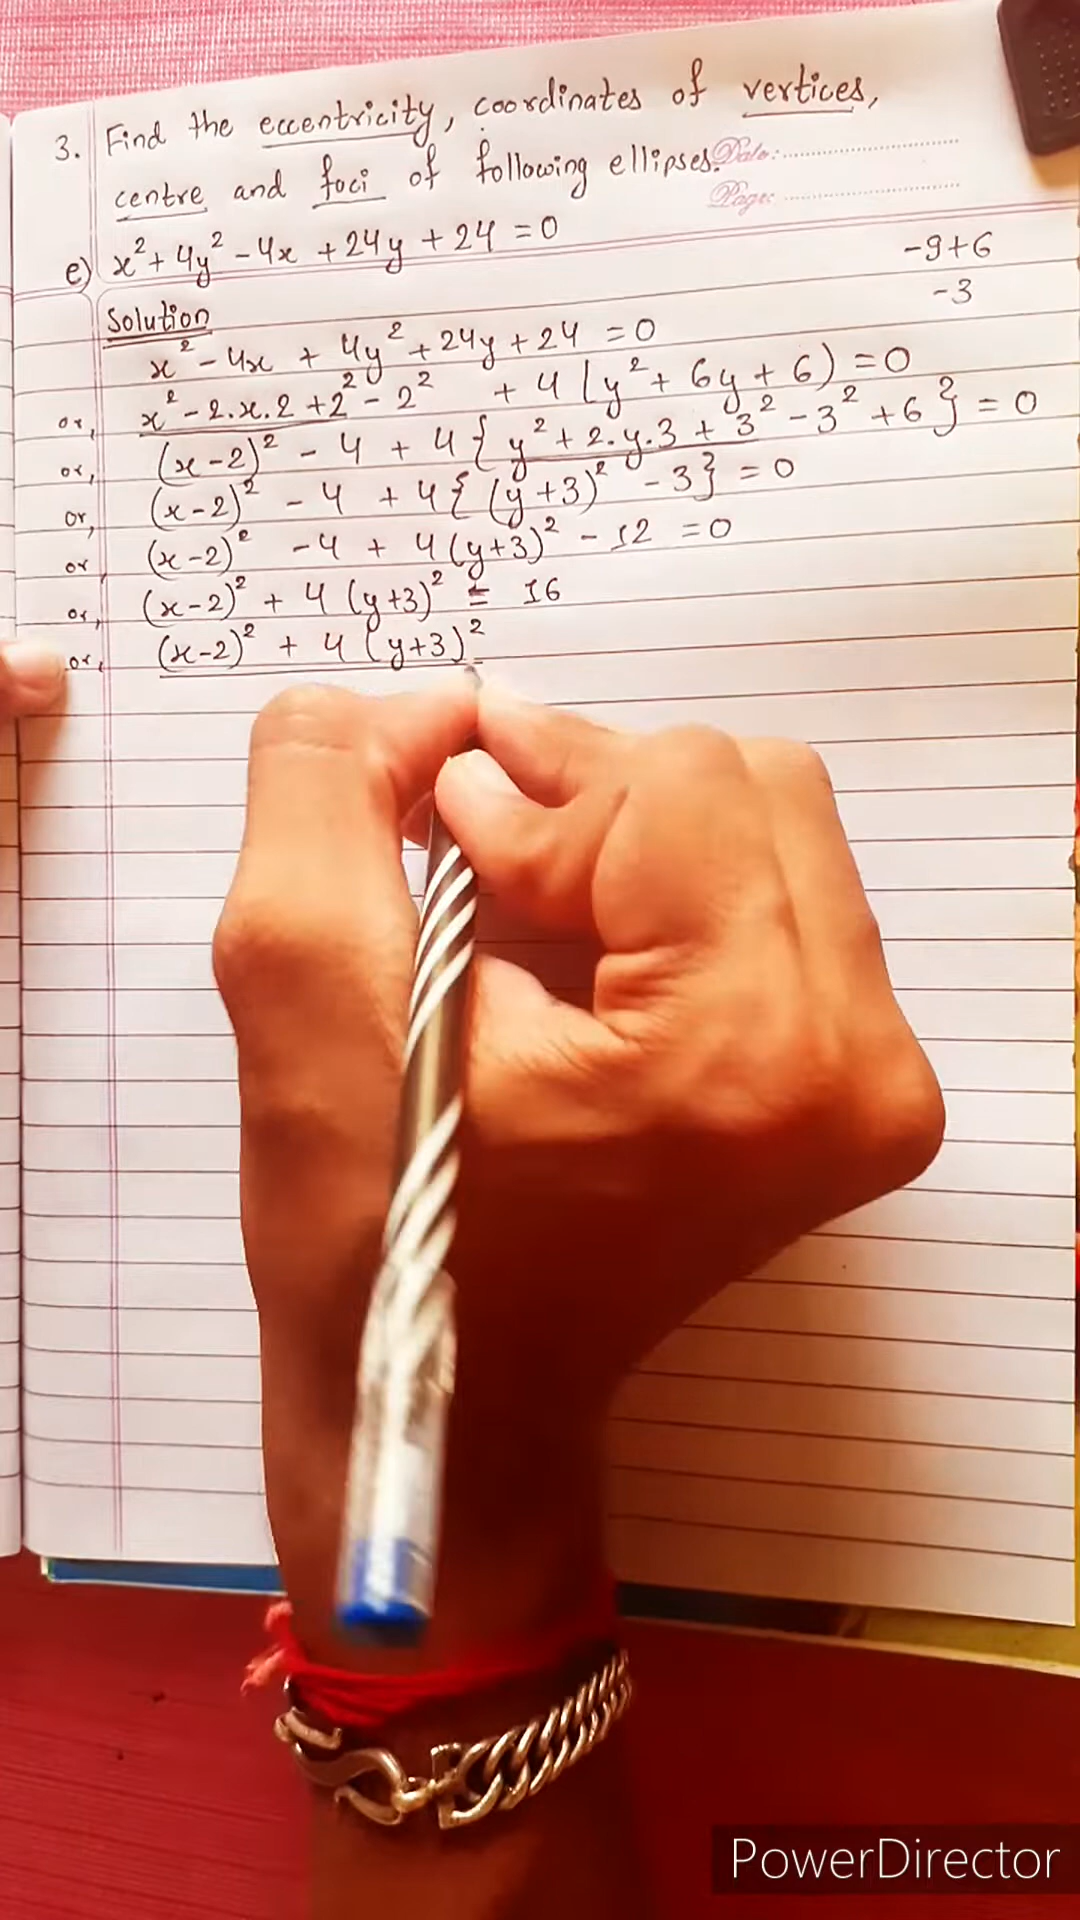 3. Find the eccentricity, coordinates of vertices,
centre and foci of following ellipses.
Date:
Page:
e) x² + 4y² - 4x + 24y + 24 = 0
-9+6
-3
Solution
x² - 4x + 4y² + 24y + 24 = 0
or, x² - 2.x.2 + 2² - 2² + 4(y² + 6y + 6) = 0
or, (x-2)² - 4 + 4{y² + 2.y.3 + 3² - 3² + 6} = 0
or, (x-2)² - 4 + 4{(y+3)² - 3} = 0
or (x-2)² - 4 + 4(y+3)² - 12 = 0
or, (x-2)² + 4(y+3)² = 16
or, (x-2)² + 4(y+3)²
PowerDirector